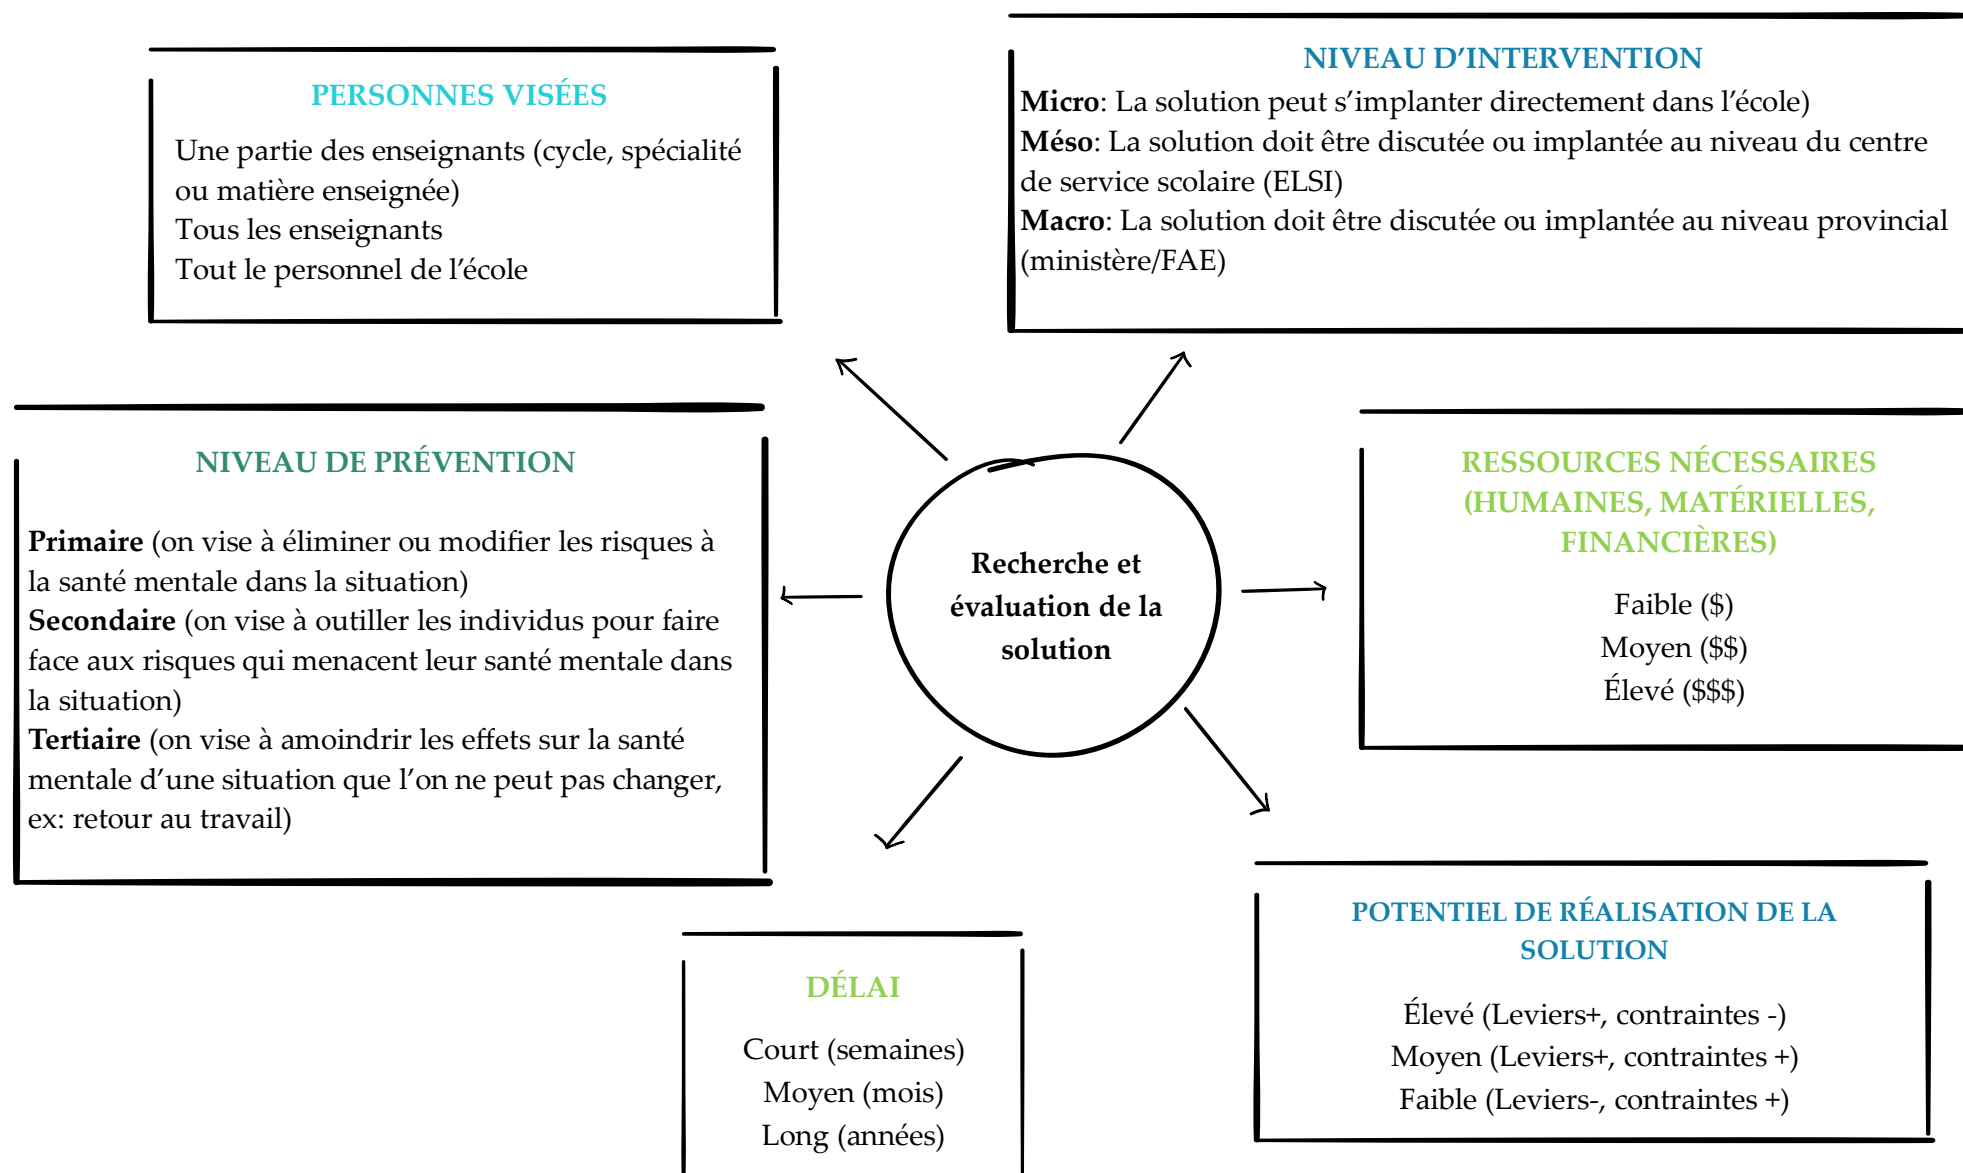 PERSONNES VISÉES
Une partie des enseignants (cycle, spécialité
ou matière enseignée)
Tous les enseignants
Tout le personnel de l’école
NIVEAU D’INTERVENTION
Micro: La solution peut s’implanter directement dans l’école)
Méso: La solution doit être discutée ou implantée au niveau du centre
de service scolaire (ELSI)
Macro: La solution doit être discutée ou implantée au niveau provincial
(ministère/FAE)
NIVEAU DE PRÉVENTION
Primaire (on vise à éliminer ou modifier les risques à
la santé mentale dans la situation)
Secondaire (on vise à outiller les individus pour faire
face aux risques qui menacent leur santé mentale dans
la situation)
Tertiaire (on vise à amoindrir les effets sur la santé
mentale d’une situation que l’on ne peut pas changer,
ex: retour au travail)
Recherche et
évaluation de la
solution
RESSOURCES NÉCESSAIRES
(HUMAINES, MATÉRIELLES,
FINANCIÈRES)
Faible ($)
Moyen ($$)
Élevé ($$$)
DÉLAI
Court (semaines)
Moyen (mois)
Long (années)
POTENTIEL DE RÉALISATION DE LA
SOLUTION
Élevé (Leviers+, contraintes -)
Moyen (Leviers+, contraintes +)
Faible (Leviers-, contraintes +)